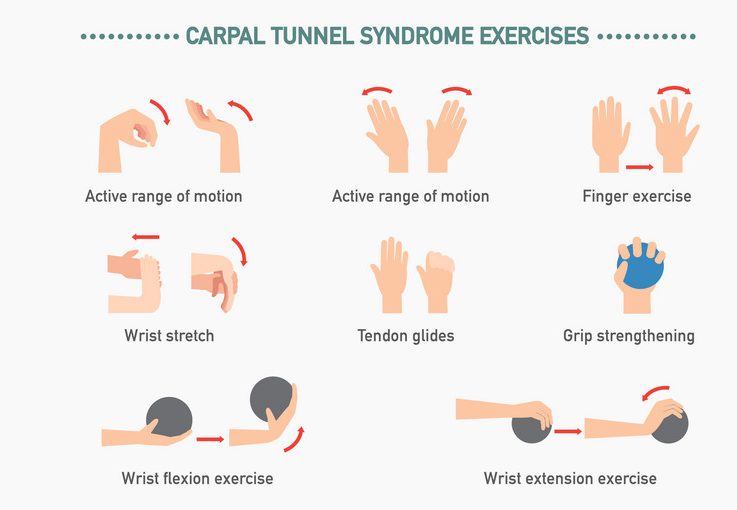 CARPAL TUNNEL SYNDROME EXERCISES
Active range of motion
Active range of motion
Finger exercise
Wrist stretch
Tendon glides
Grip strengthening
Wrist flexion exercise
Wrist extension exercise